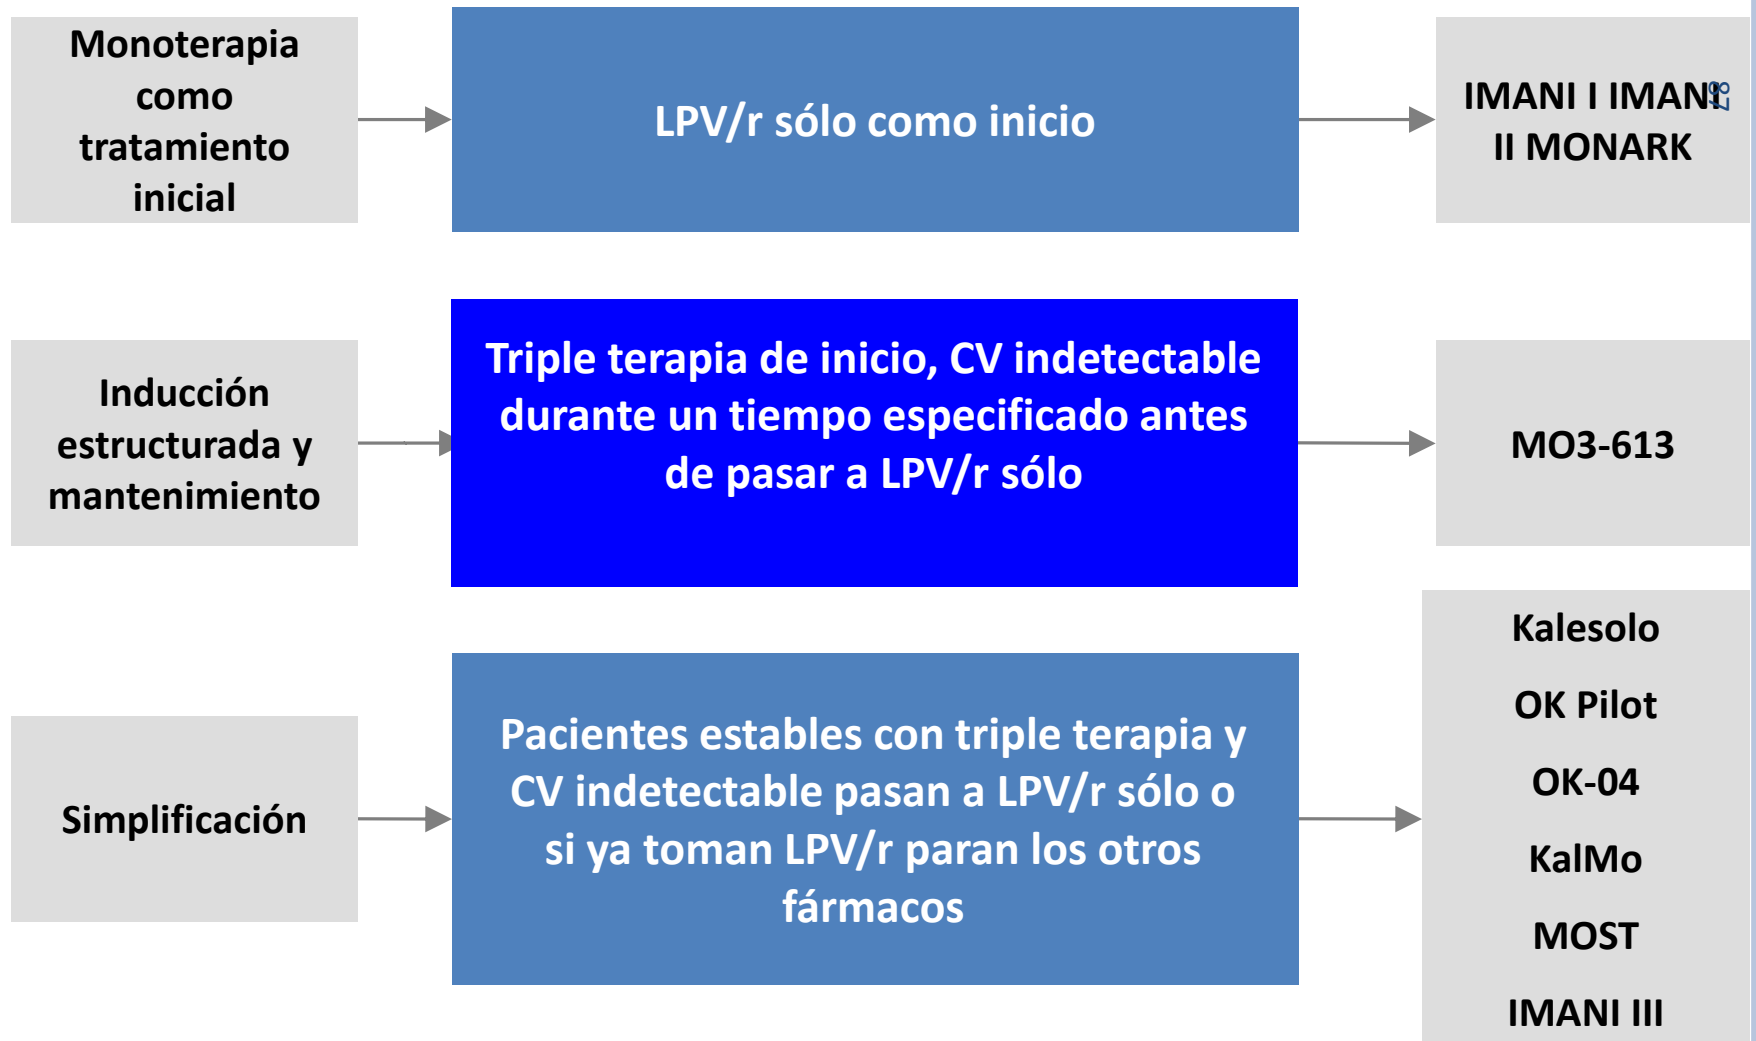 Monoterapia
como
tratamiento
inicial
LPV/r sólo como inicio
IMANI I IMANI
II MONARK
87
Inducción
estructurada y
mantenimiento
Triple terapia de inicio, CV indetectable
durante un tiempo especificado antes
de pasar a LPV/r sólo
MO3-613
Simplificación
Pacientes estables con triple terapia y
CV indetectable pasan a LPV/r sólo o
si ya toman LPV/r paran los otros
fármacos
Kalesolo
OK Pilot
OK-04
KalMo
MOST
IMANI III